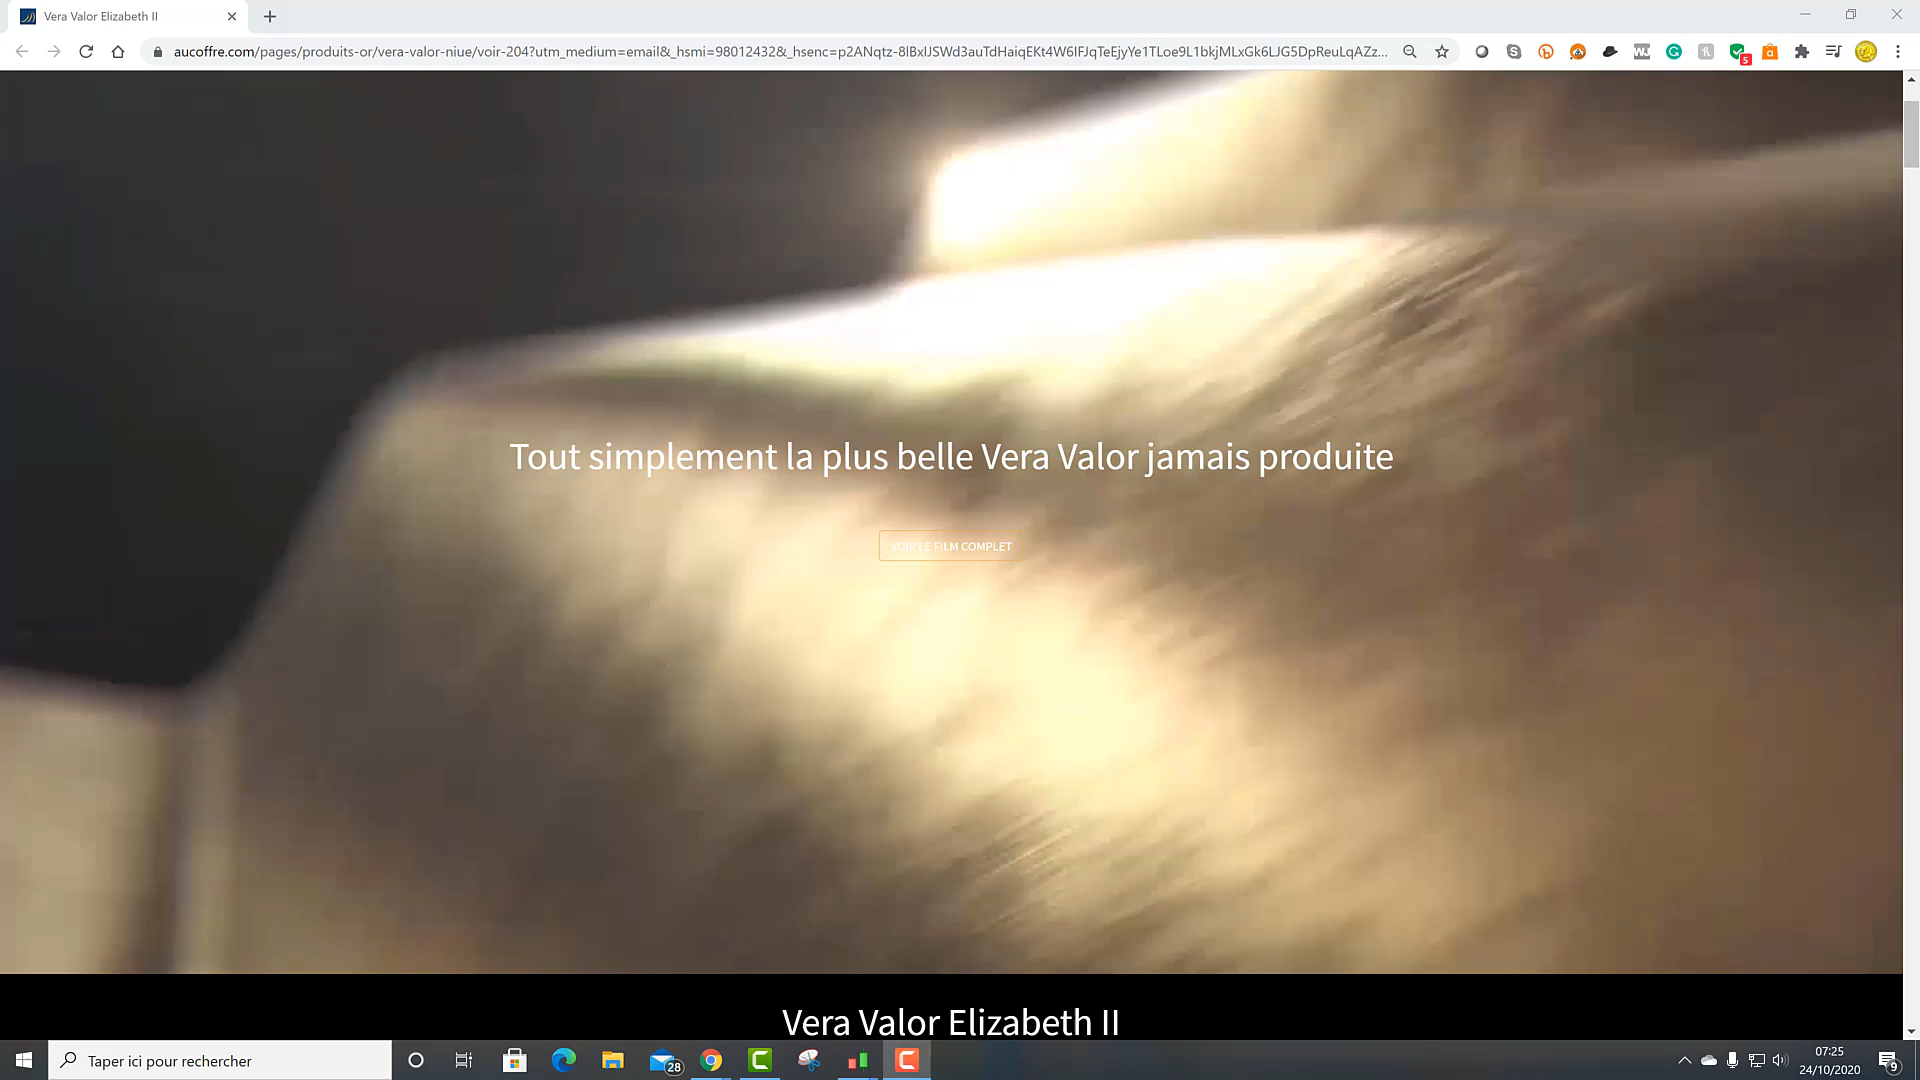 Vera Valor Elizabeth II
aucoffre.com/pages/produits-or/vera-valor-niue/voir-204?utm_medium=email&_hsmi=98012432&_hsenc=p2ANqtz-8lBxlJSWd3auTdHaiqEKt4W6IFJqTeEjyYe1TLoe9L1bkjMLxGk6LJG5DpReuLqAZz...
5
Tout simplement la plus belle Vera Valor jamais produite
VOIR LE FILM COMPLET
Vera Valor Elizabeth II
Taper ici pour rechercher
28
07:25
24/10/2020
9